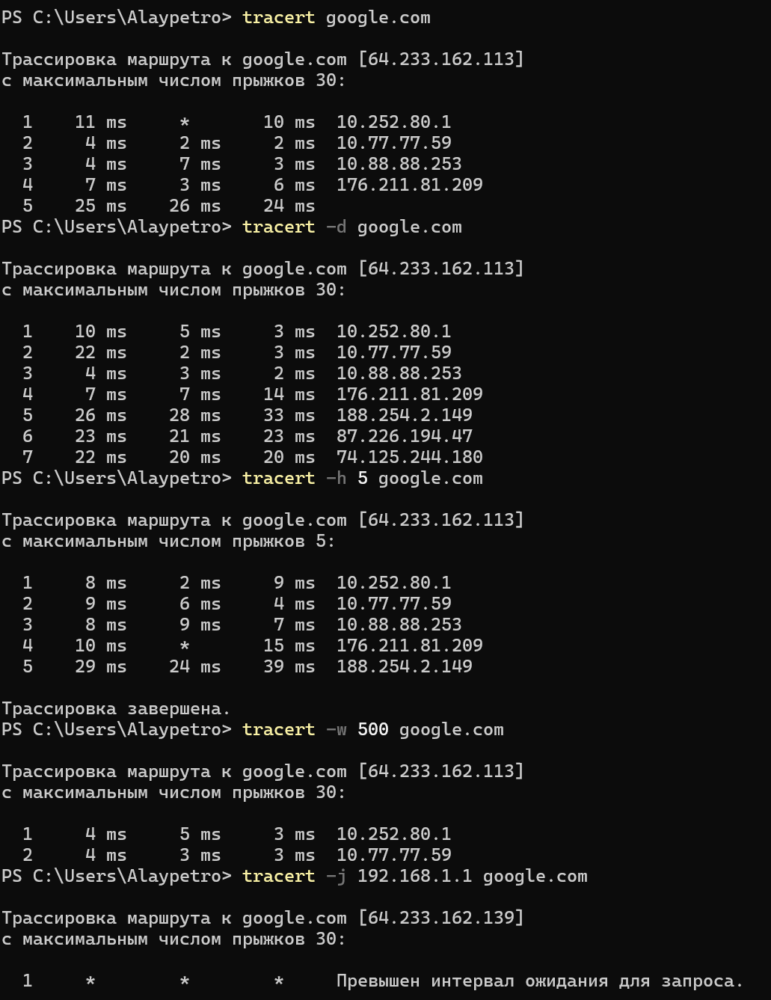 PS C:\Users\Alaypetro> tracert google.com
Трассировка маршрута к google.com [64.233.162.113]
с максимальным числом прыжков 30:
1 11 ms * 10 ms 10.252.80.1
2 4 ms 2 ms 2 ms 10.77.77.59
3 4 ms 7 ms 3 ms 10.88.88.253
4 7 ms 3 ms 6 ms 176.211.81.209
5 25 ms 26 ms 24 ms
PS C:\Users\Alaypetro> tracert -d google.com
Трассировка маршрута к google.com [64.233.162.113]
с максимальным числом прыжков 30:
1 10 ms 5 ms 3 ms 10.252.80.1
2 22 ms 2 ms 3 ms 10.77.77.59
3 4 ms 3 ms 2 ms 10.88.88.253
4 7 ms 7 ms 14 ms 176.211.81.209
5 26 ms 28 ms 33 ms 188.254.2.149
6 23 ms 21 ms 23 ms 87.226.194.47
7 22 ms 20 ms 20 ms 74.125.244.180
PS C:\Users\Alaypetro> tracert -h 5 google.com
Трассировка маршрута к google.com [64.233.162.113]
с максимальным числом прыжков 5:
1 8 ms 2 ms 9 ms 10.252.80.1
2 9 ms 6 ms 4 ms 10.77.77.59
3 8 ms 9 ms 7 ms 10.88.88.253
4 10 ms * 15 ms 176.211.81.209
5 29 ms 24 ms 39 ms 188.254.2.149
Трассировка завершена.
PS C:\Users\Alaypetro> tracert -w 500 google.com
Трассировка маршрута к google.com [64.233.162.113]
с максимальным числом прыжков 30:
1 4 ms 5 ms 3 ms 10.252.80.1
2 4 ms 3 ms 3 ms 10.77.77.59
PS C:\Users\Alaypetro> tracert -j 192.168.1.1 google.com
Трассировка маршрута к google.com [64.233.162.139]
с максимальным числом прыжков 30:
1 * * * Превышен интервал ожидания для запроса.